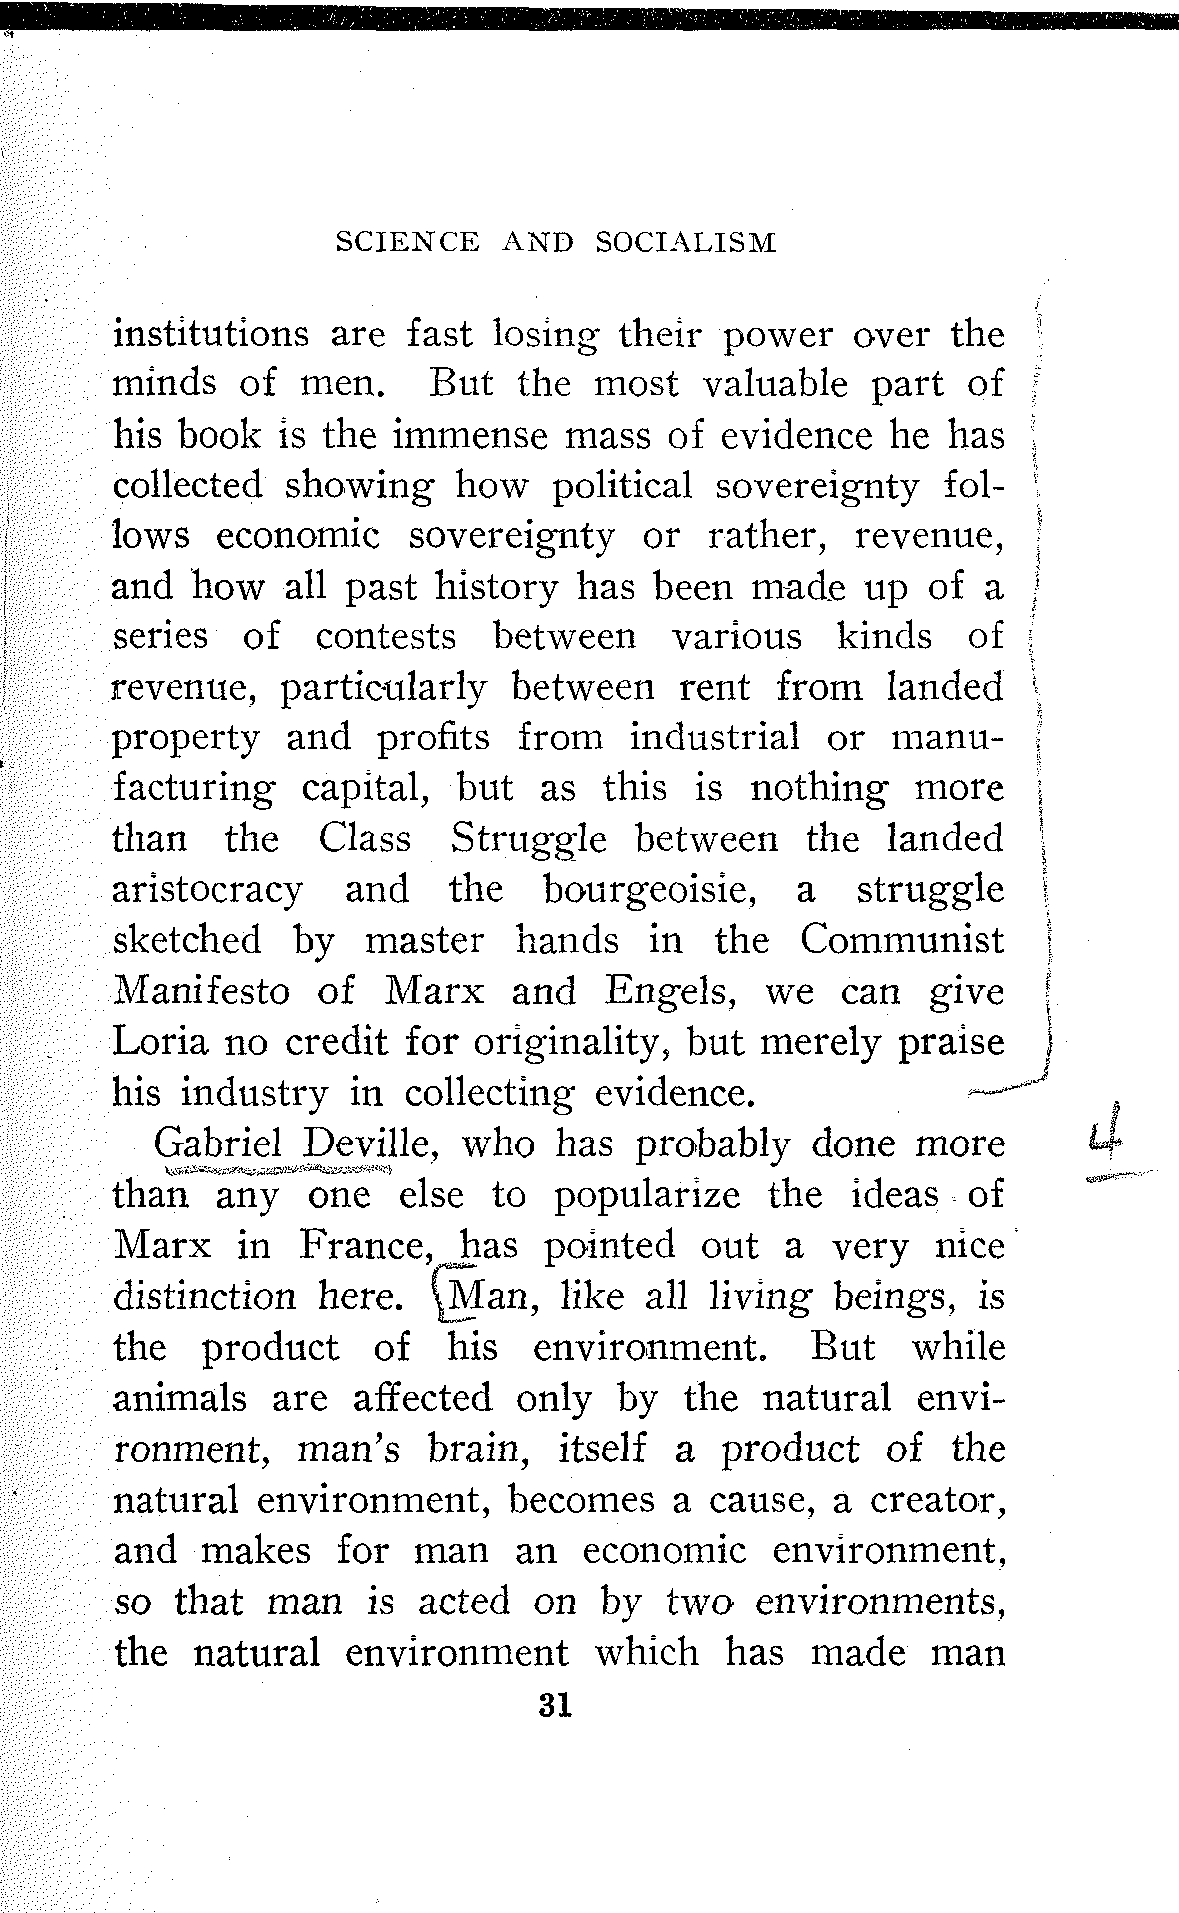 SCIENCE AND SOCIALISM
institutions are fast losing their power over the
minds of men. But the most valuable part of
his book is the immense mass of evidence he has
collected showing how political sovereignty fol-
lows economic sovereignty or rather, revenue,
and how all past history has been made up of a
series of contests between various kinds of
revenue, particularly between rent from landed
property and profits from industrial or manu-
facturing capital, but as this is nothing more
than the Class Struggle between the landed
aristocracy and the bourgeoisie, a struggle
sketched by master hands in the Communist
Manifesto of Marx and Engels, we can give
Loria no credit for originality, but merely praise
his industry in collecting evidence.
Gabriel Deville, who has probably done more
4
than any one else to popularize the ideas of
Marx in France, has pointed out a very nice
distinction here. [Man, like all living beings, is
the product of his environment. But while
animals are affected only by the natural envi-
ronment, man's brain, itself a product of the
natural environment, becomes a cause, a creator,
and makes for man an economic environment,
so that man is acted on by two environments,
the natural environment which has made man
31